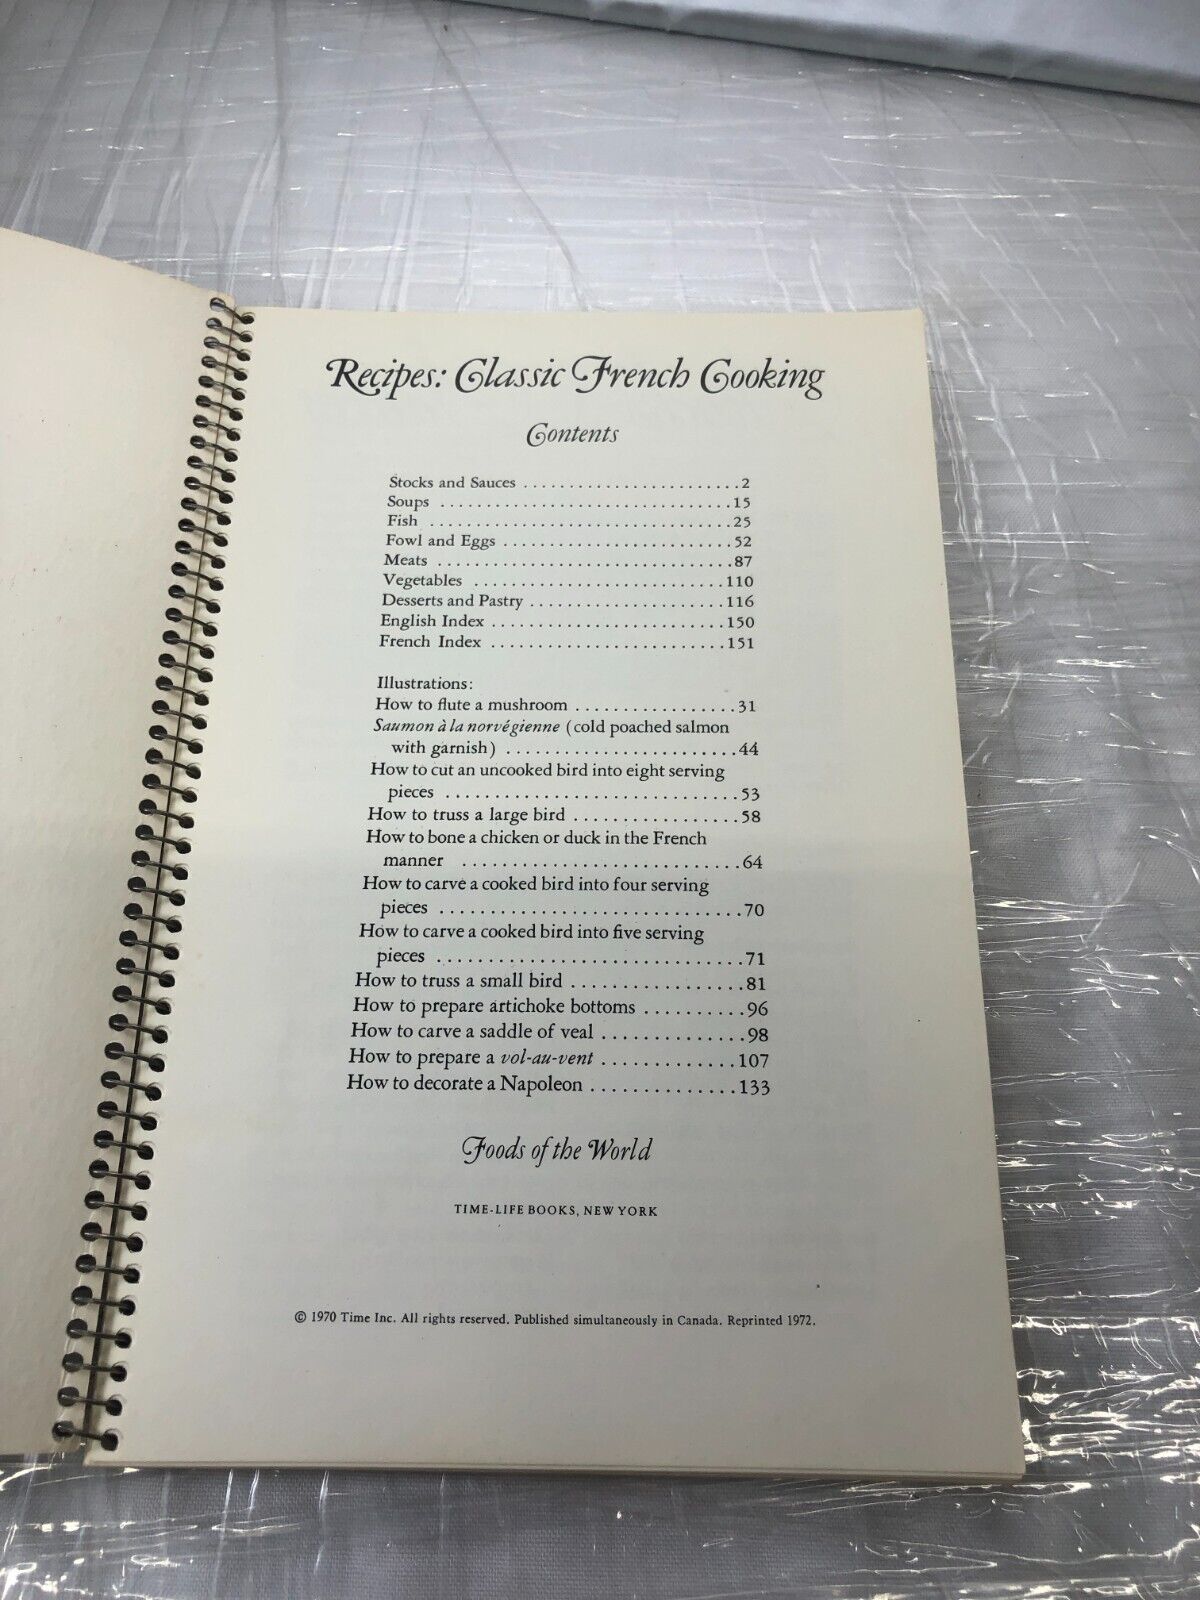 Recipes: Classic French Cooking
Contents
Stocks and Sauces ........................2
Soups ................................15
Fish .................................25
Fowl and Eggs .........................52
Meats ................................87
Vegetables ...........................110
Desserts and Pastry .....................116
English Index .........................150
French Index .........................151
Illustrations:
How to flute a mushroom ................31
Saumon à la norvégienne (cold poached salmon
with garnish) .......................44
How to cut an uncooked bird into eight serving
pieces .............................53
How to truss a large bird .................58
How to bone a chicken or duck in the French
manner ............................64
How to carve a cooked bird into four serving
pieces ..............................70
How to carve a cooked bird into five serving
pieces ..............................71
How to truss a small bird .................81
How to prepare artichoke bottoms ..........96
How to carve a saddle of veal ..............98
How to prepare a vol-au-vent .............107
How to decorate a Napoleon ..............133
Foods of the World
TIME-LIFE BOOKS, NEW YORK
© 1970 Time Inc. All rights reserved. Published simultaneously in Canada. Reprinted 1972.